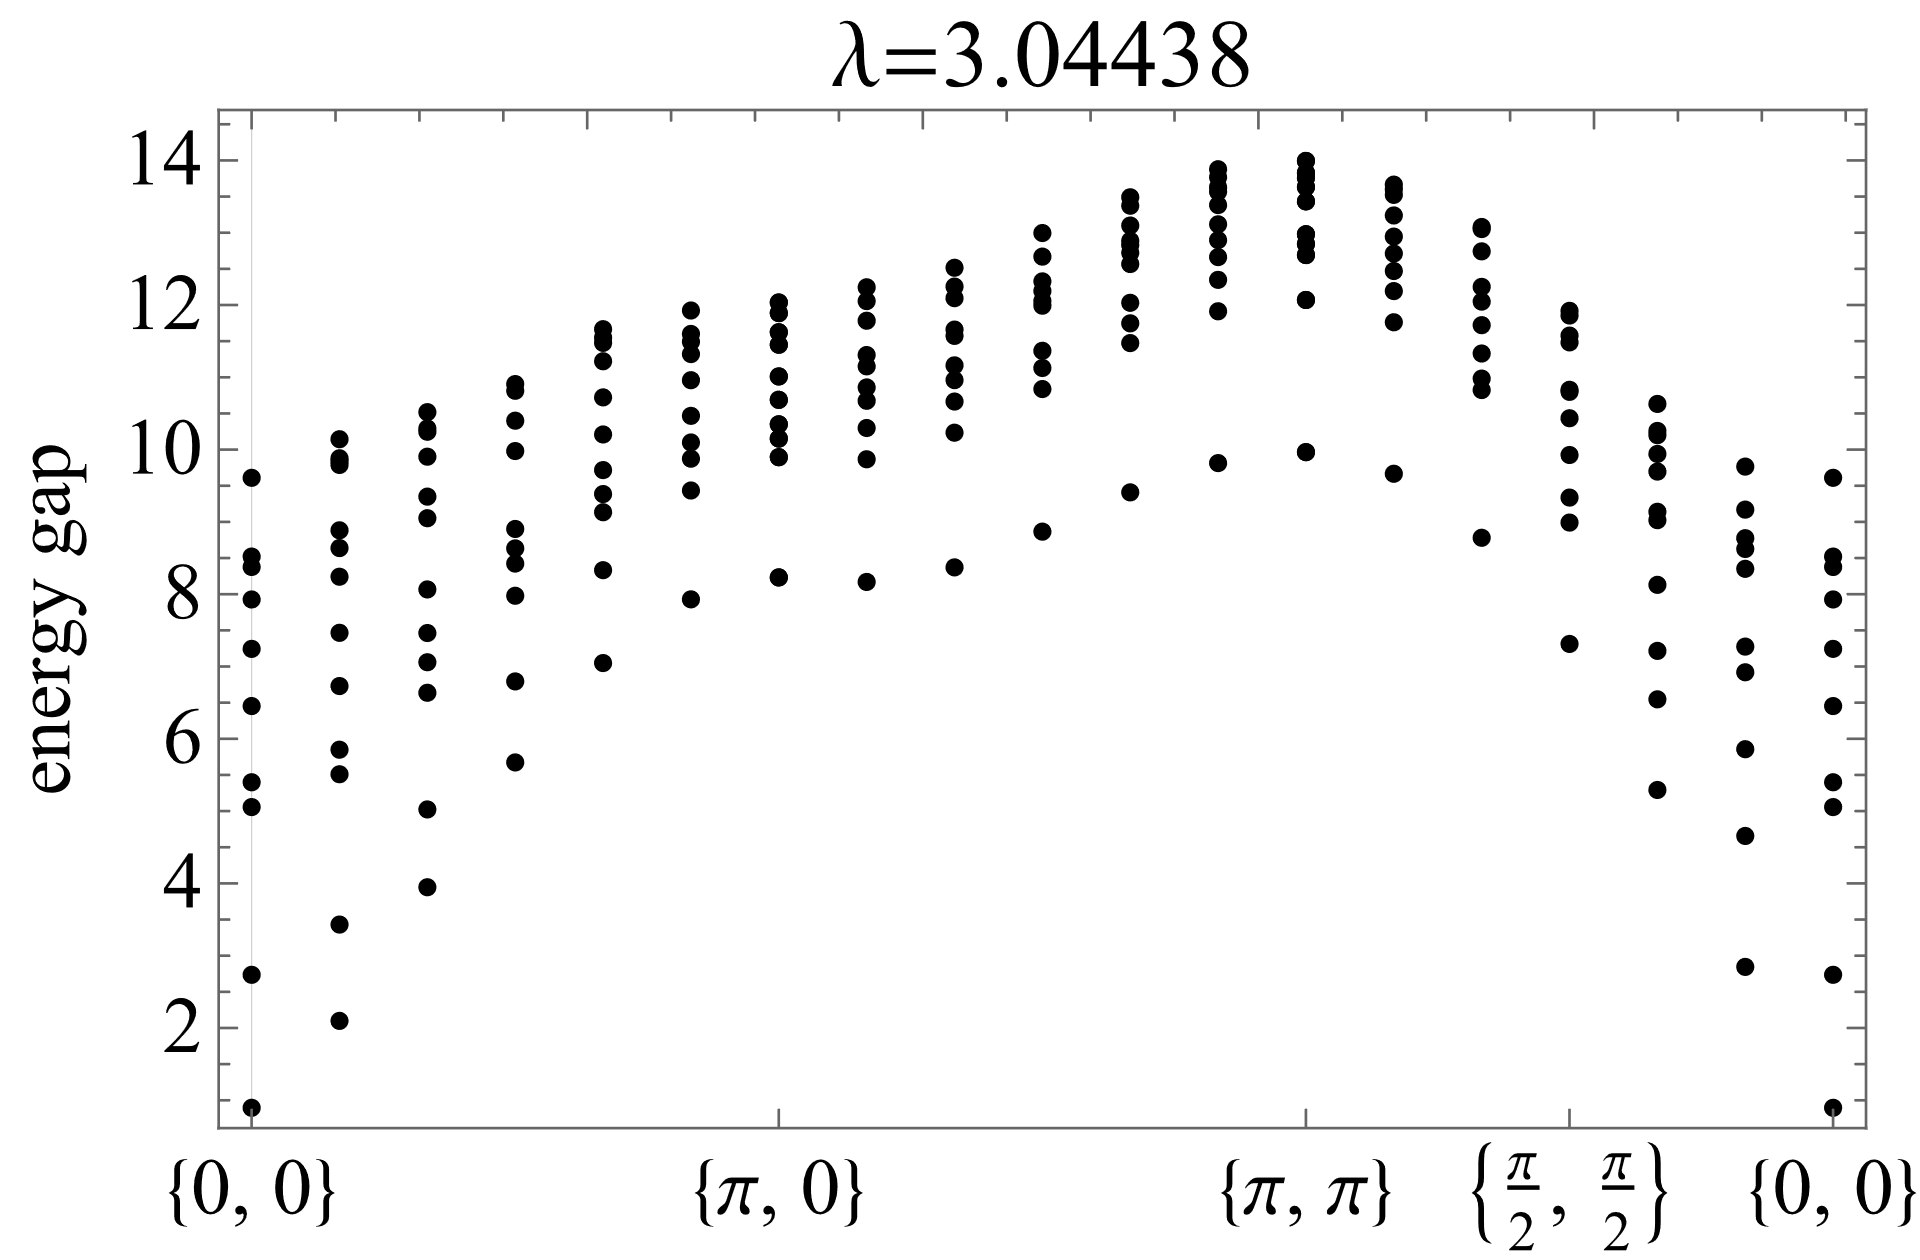 λ=3.04438
energy gap
14
12
10
8
6
4
2
{0, 0} {π, 0} {π, π} {π/2, π/2} {0, 0}